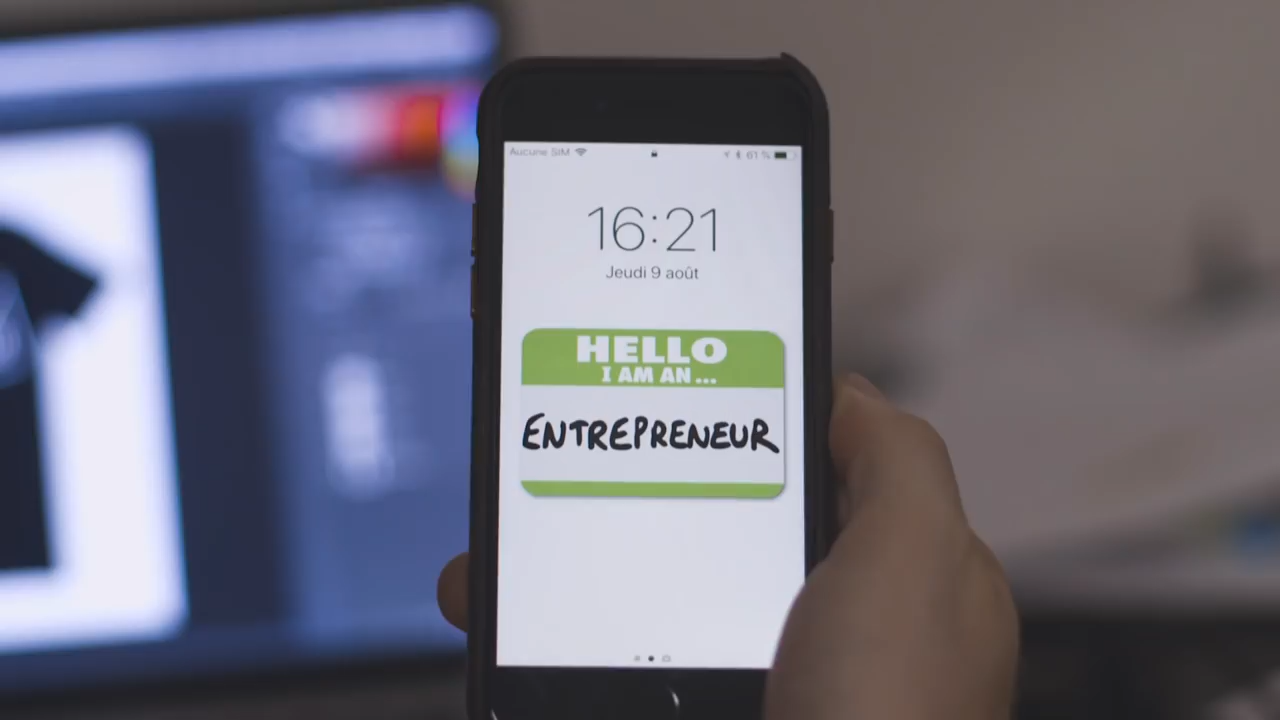 Aucune SIM 61 %
16:21
Jeudi 9 août
HELLO
I AM AN ...
ENTREPRENEUR